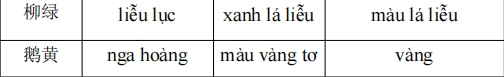 柳绿 liễu lục xanh lá liễu màu lá liễu
鹅黄 nga hoàng màu vàng tơ vàng